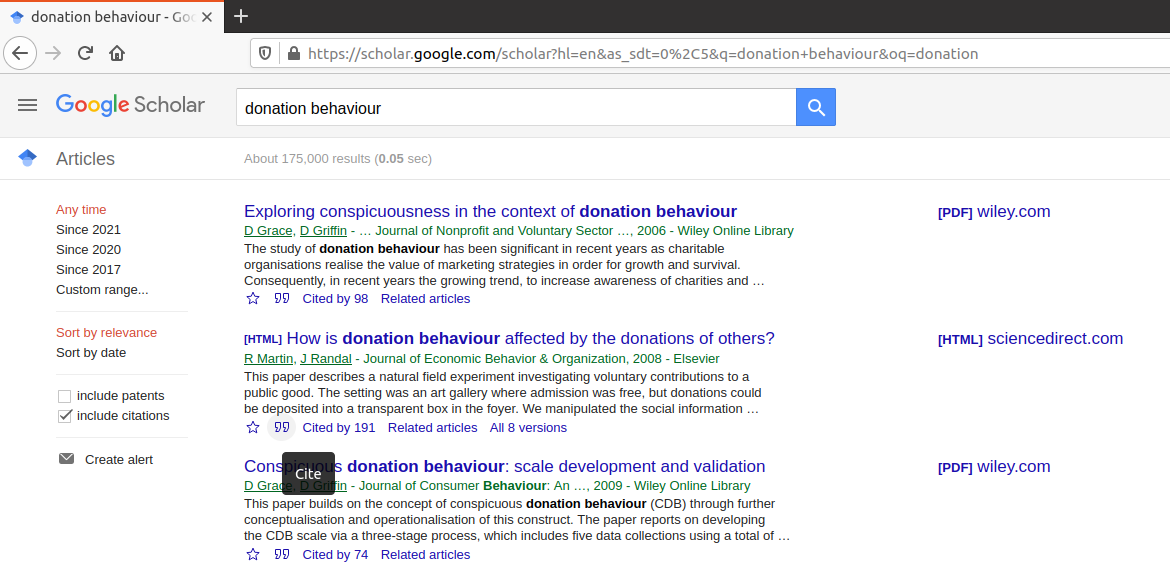 donation behaviour - Goo
https://scholar.google.com/scholar?hl=en&as_sdt=0%2C5&q=donation+behaviour&oq=donation
Google Scholar
donation behaviour
Articles
About 175,000 results (0.05 sec)
Any time
Since 2021
Since 2020
Since 2017
Custom range...
Sort by relevance
Sort by date
include patents
include citations
Create alert
Exploring conspicuousness in the context of donation behaviour
[PDF] wiley.com
D Grace, D Griffin - … Journal of Nonprofit and Voluntary Sector …, 2006 - Wiley Online Library
The study of donation behaviour has been significant in recent years as charitable
organisations realise the value of marketing strategies in order for growth and survival.
Consequently, in recent years the growing trend, to increase awareness of charities and …
Cited by 98 Related articles
[HTML] How is donation behaviour affected by the donations of others?
[HTML] sciencedirect.com
R Martin, J Randal - Journal of Economic Behavior & Organization, 2008 - Elsevier
This paper describes a natural field experiment investigating voluntary contributions to a
public good. The setting was an art gallery where admission was free, but donations could
be deposited into a transparent box in the foyer. We manipulated the social information …
Cited by 191 Related articles All 8 versions
Cite
Conspicuous donation behaviour: scale development and validation
[PDF] wiley.com
D Grace, D Griffin - Journal of Consumer Behaviour: An …, 2009 - Wiley Online Library
This paper builds on the concept of conspicuous donation behaviour (CDB) through further
conceptualisation and operationalisation of this construct. The paper reports on developing
the CDB scale via a three-stage process, which includes five data collections using a total of …
Cited by 74 Related articles